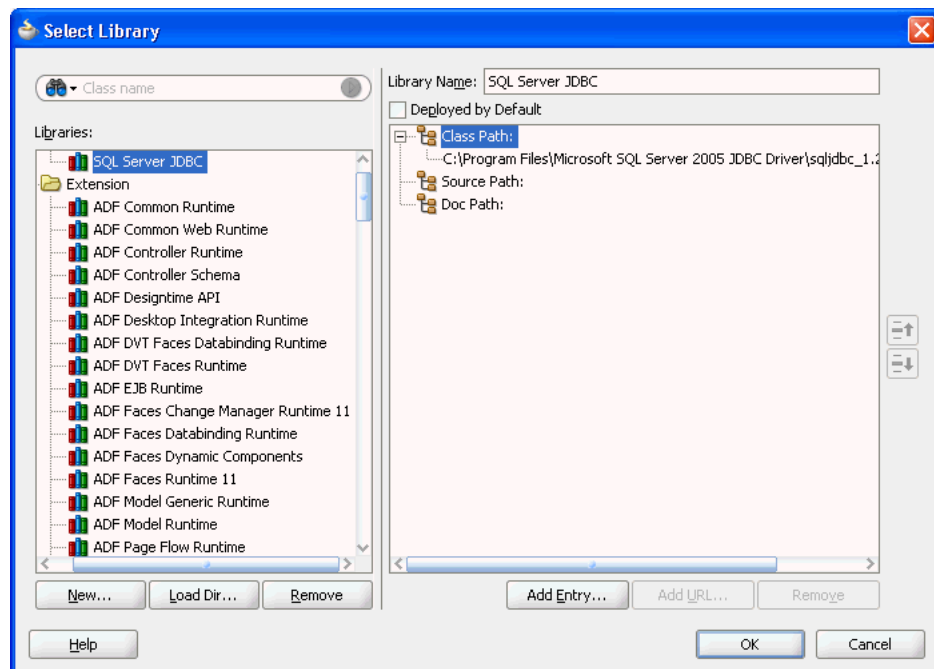 Select Library
Class name
Libraries:
SQL Server JDBC
Extension
ADF Common Runtime
ADF Common Web Runtime
ADF Controller Runtime
ADF Controller Schema
ADF Designtime API
ADF Desktop Integration Runtime
ADF DVT Faces Databinding Runtime
ADF DVT Faces Runtime
ADF EJB Runtime
ADF Faces Change Manager Runtime 11
ADF Faces Databinding Runtime
ADF Faces Dynamic Components
ADF Faces Runtime 11
ADF Model Generic Runtime
ADF Model Runtime
ADF Page Flow Runtime
New...  Load Dir...  Remove
Library Name: SQL Server JDBC
Deployed by Default
Class Path:
C:\Program Files\Microsoft SQL Server 2005 JDBC Driver\sqljdbc_1.2
Source Path:
Doc Path:
Add Entry...  Add URL...  Remove
Help  OK  Cancel